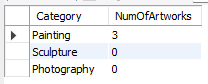 Category NumOfArtworks
Painting 3
Sculpture 0
Photography 0